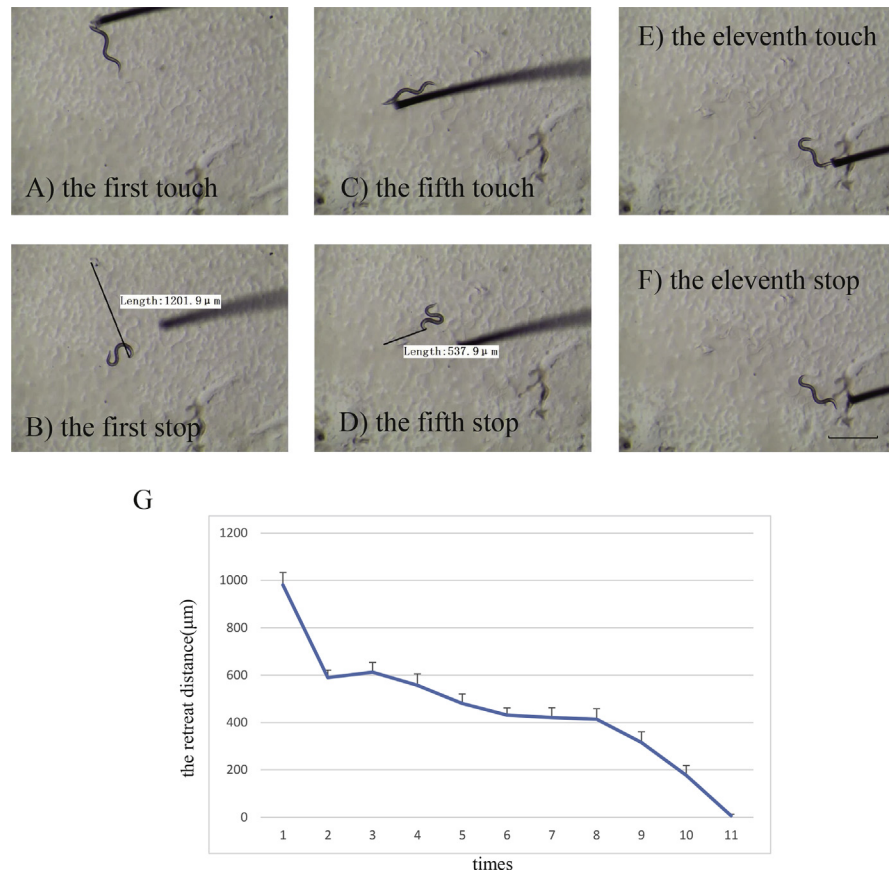 A) the first touch
C) the fifth touch
E) the eleventh touch
Length:1201.9μm
B) the first stop
Length:537.9μm
D) the fifth stop
F) the eleventh stop
G
the retreat distance(μm)
1200
1000
800
600
400
200
0
1 2 3 4 5 6 7 8 9 10 11
times